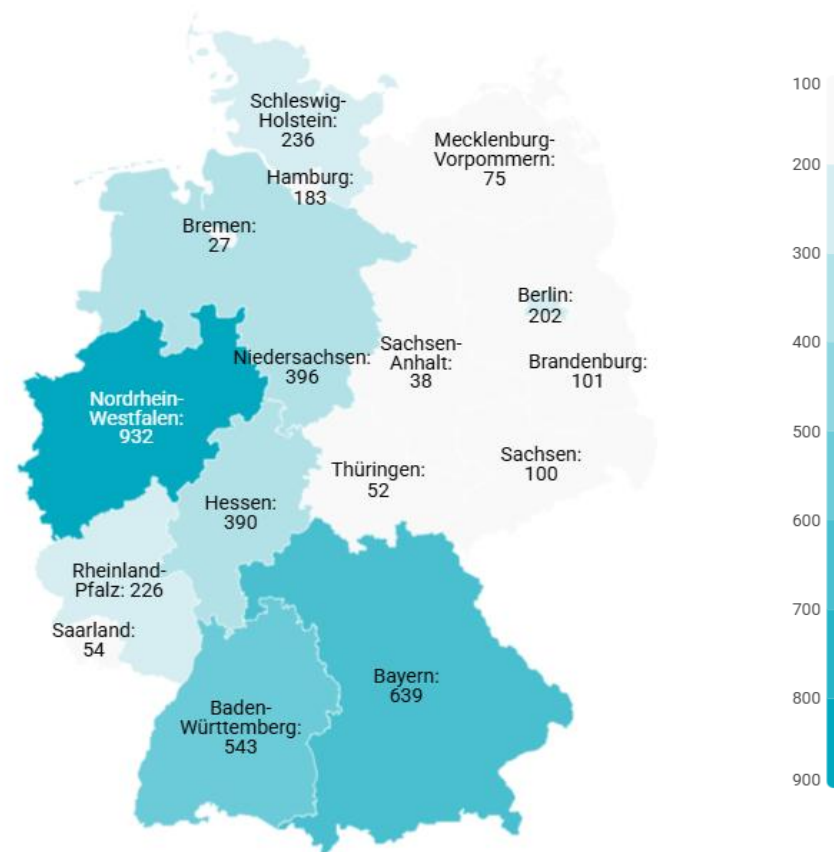 Schleswig-
Holstein:
236
Mecklenburg-
Vorpommern:
75
Hamburg:
183
Bremen:
27
Berlin:
202
Niedersachsen:
396
Sachsen-
Anhalt:
38
Brandenburg:
101
Nordrhein-
Westfalen:
932
Thüringen:
52
Sachsen:
100
Hessen:
390
Rheinland-
Pfalz: 226
Saarland:
54
Bayern:
639
Baden-
Württemberg:
543
100
200
300
400
500
600
700
800
900